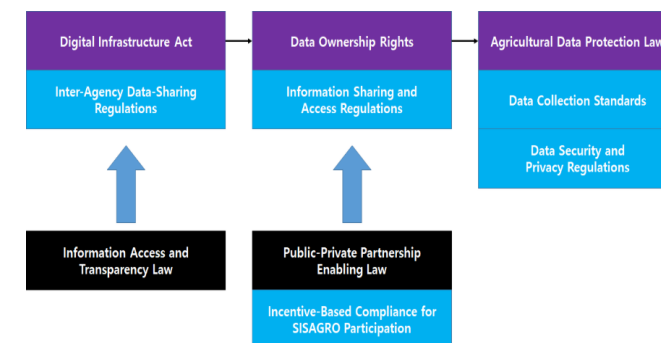 Digital Infrastructure Act
Data Ownership Rights
Agricultural Data Protection Law
Inter-Agency Data-Sharing
Regulations
Information Sharing and
Access Regulations
Data Collection Standards
Data Security and
Privacy Regulations
Information Access and
Transparency Law
Public-Private Partnership
Enabling Law
Incentive-Based Compliance for
SISAGRO Participation